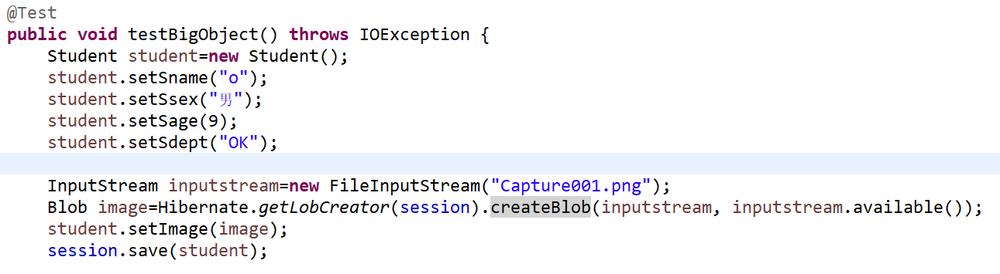 @Test
public void testBigObject() throws IOException {
    Student student=new Student();
    student.setSname("o");
    student.setSsex("男");
    student.setSage(9);
    student.setSdept("OK");
    InputStream inputstream=new FileInputStream("Capture001.png");
    Blob image=Hibernate.getLobCreator(session).createBlob(inputstream, inputstream.available());
    student.setImage(image);
    session.save(student);